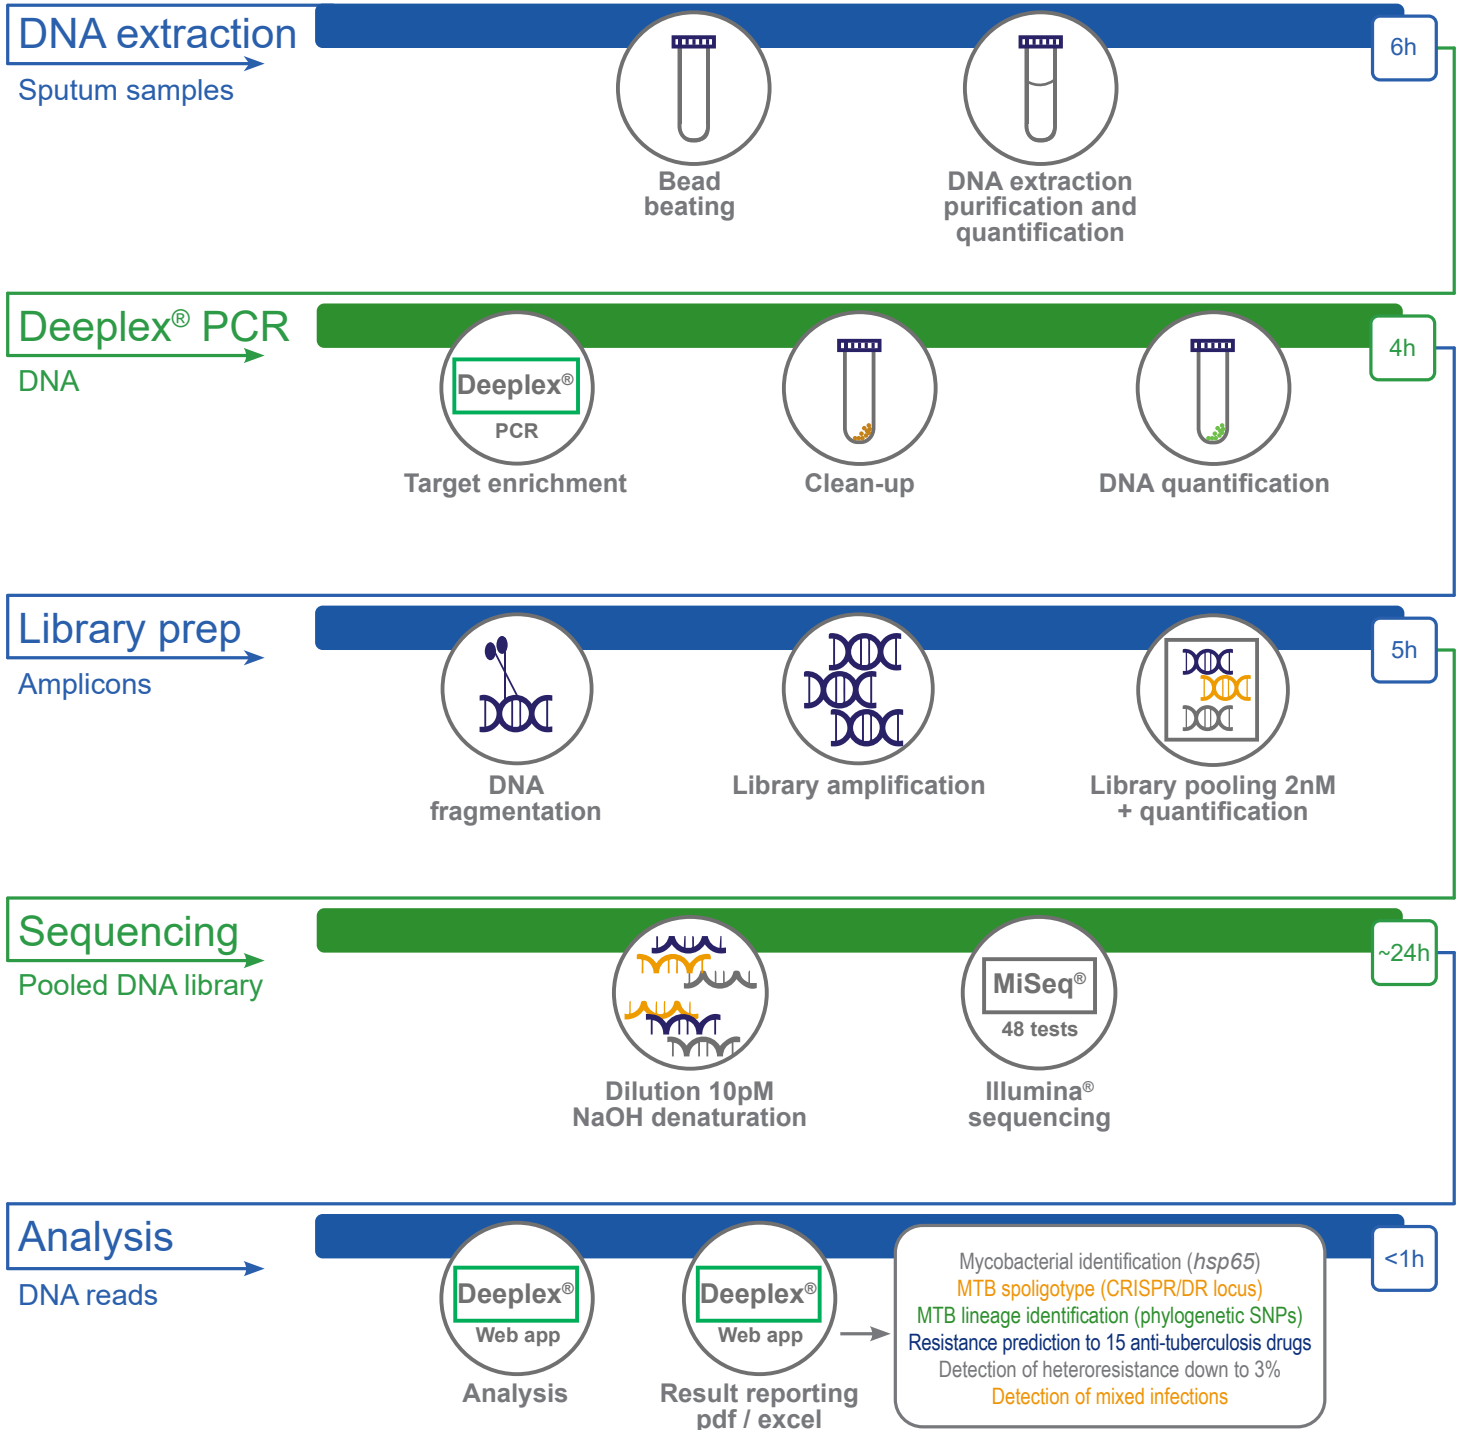 DNA extraction
6h
Sputum samples
Bead
beating
DNA extraction
purification and
quantification
Deeplex® PCR
4h
DNA
Deeplex®
PCR
Target enrichment
Clean-up
DNA quantification
Library prep
5h
Amplicons
DNA
fragmentation
Library amplification
Library pooling 2nM
+ quantification
Sequencing
~24h
Pooled DNA library
MiSeq®
48 tests
Dilution 10pM
NaOH denaturation
Illumina®
sequencing
Analysis
<1h
DNA reads
Deeplex®
Web app
Analysis
Deeplex®
Web app
Result reporting
pdf / excel
Mycobacterial identification (hsp65)
MTB spoligotype (CRISPR/DR locus)
MTB lineage identification (phylogenetic SNPs)
Resistance prediction to 15 anti-tuberculosis drugs
Detection of heteroresistance down to 3%
Detection of mixed infections